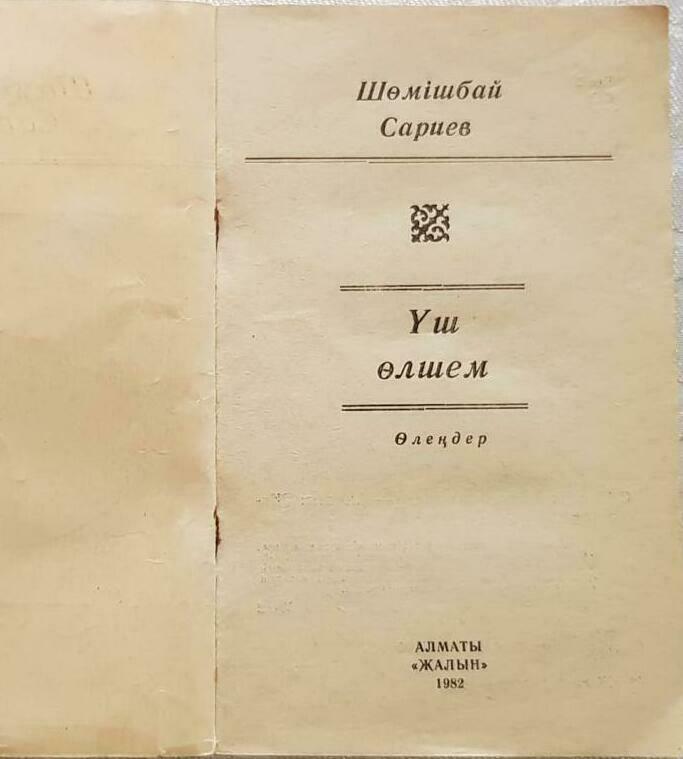 Шөмішбай
Сариев
Үш
өлшем
Өлеңдер
АЛМАТЫ
«ЖАЛЫН»
1982